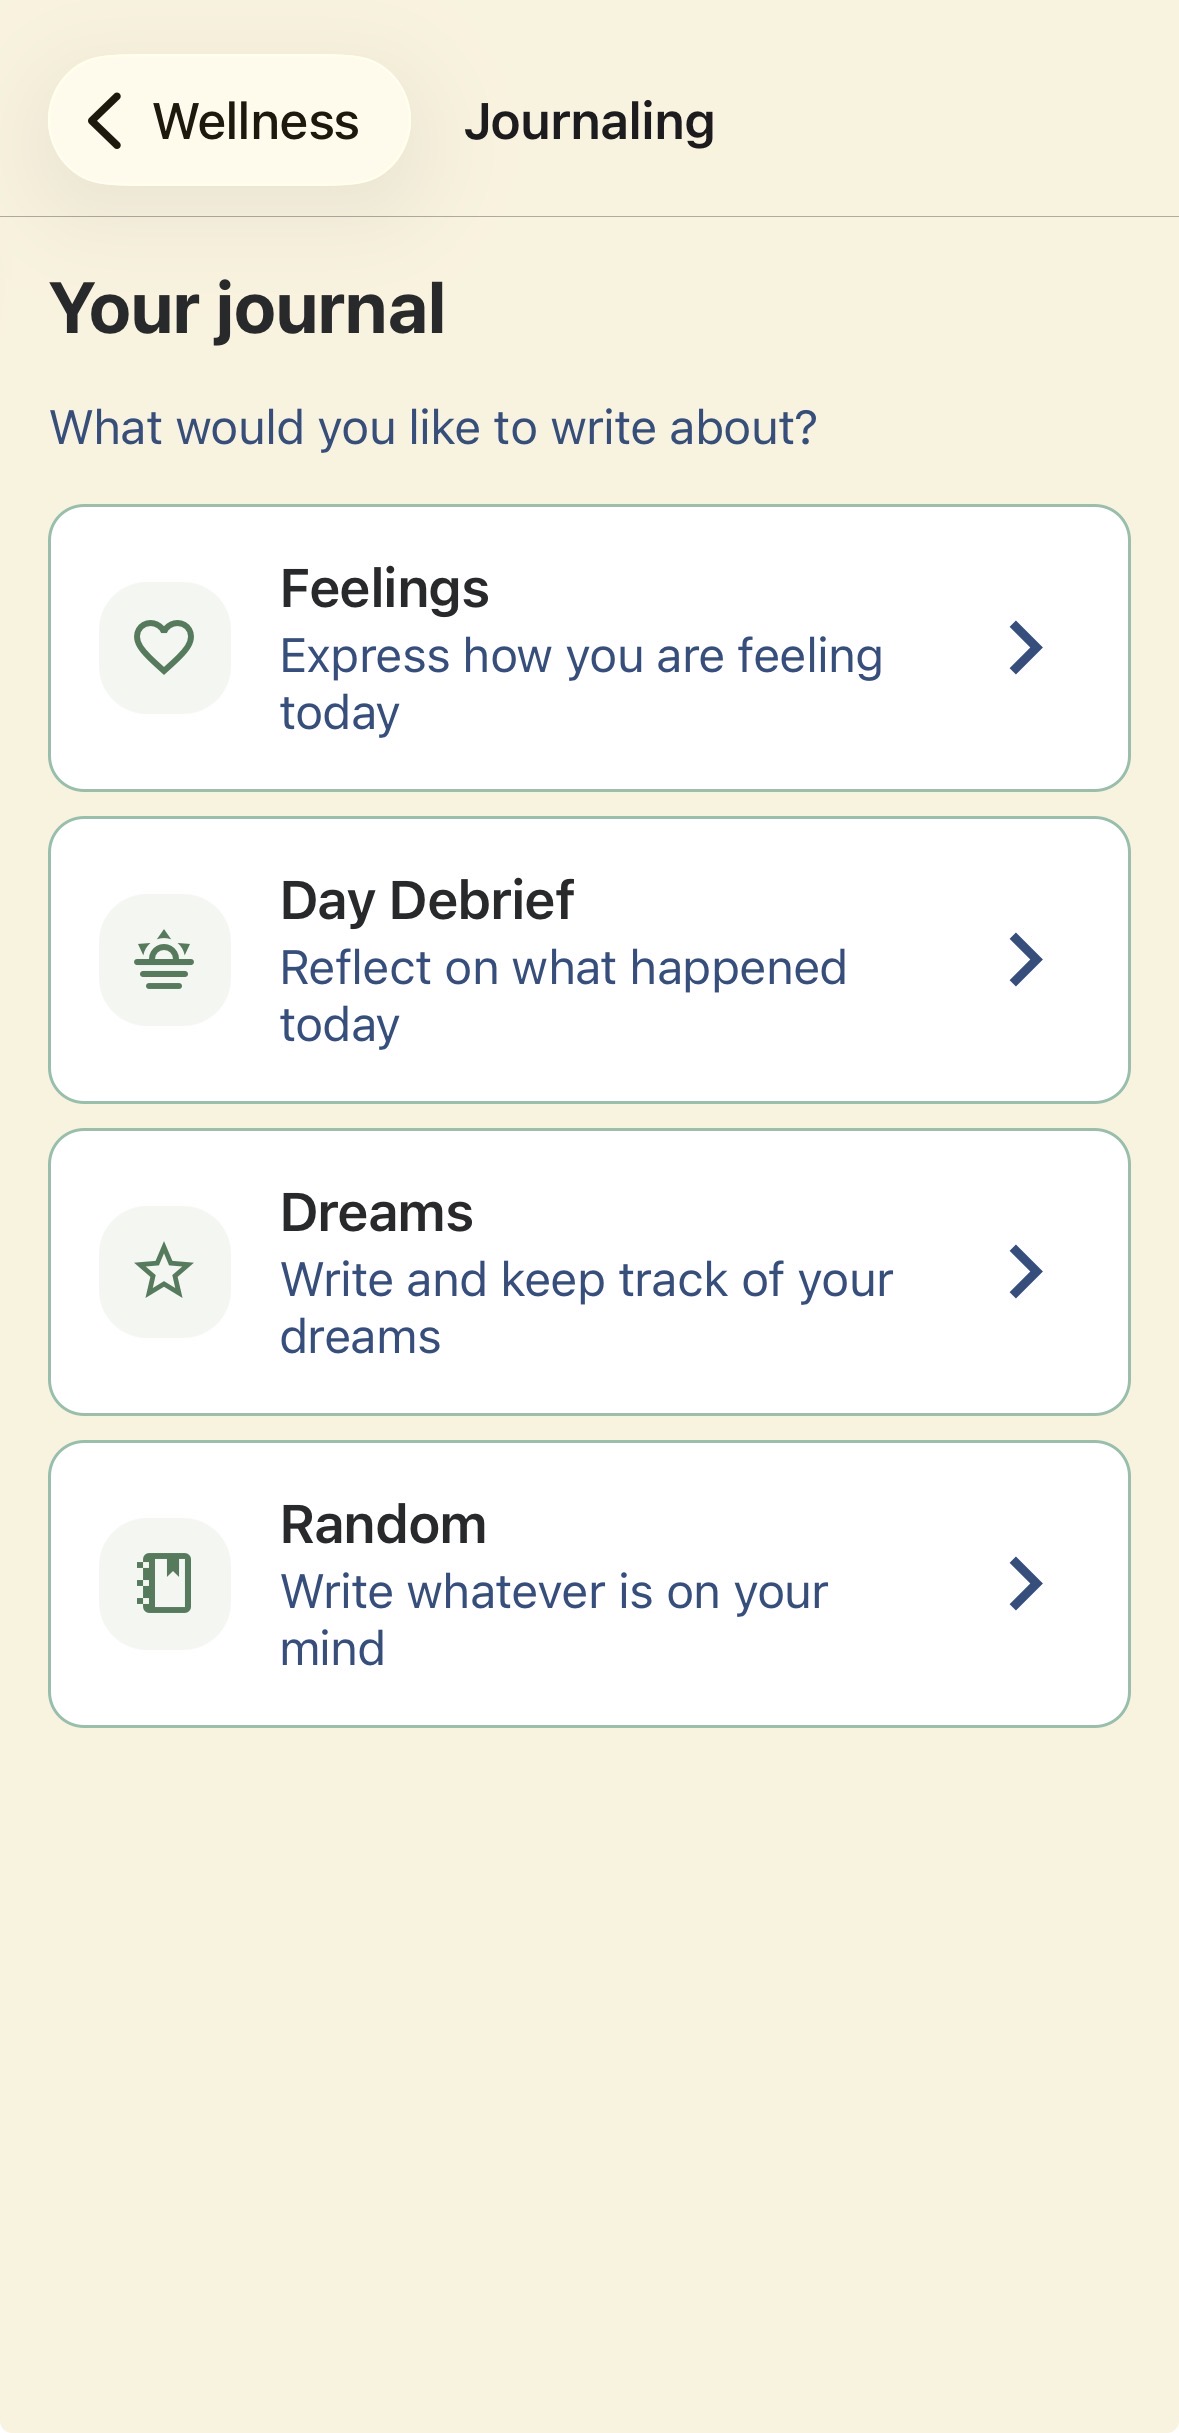 Wellness
Journaling
Your journal
What would you like to write about?
Feelings
Express how you are feeling
today
Day Debrief
Reflect on what happened
today
Dreams
Write and keep track of your
dreams
Random
Write whatever is on your
mind